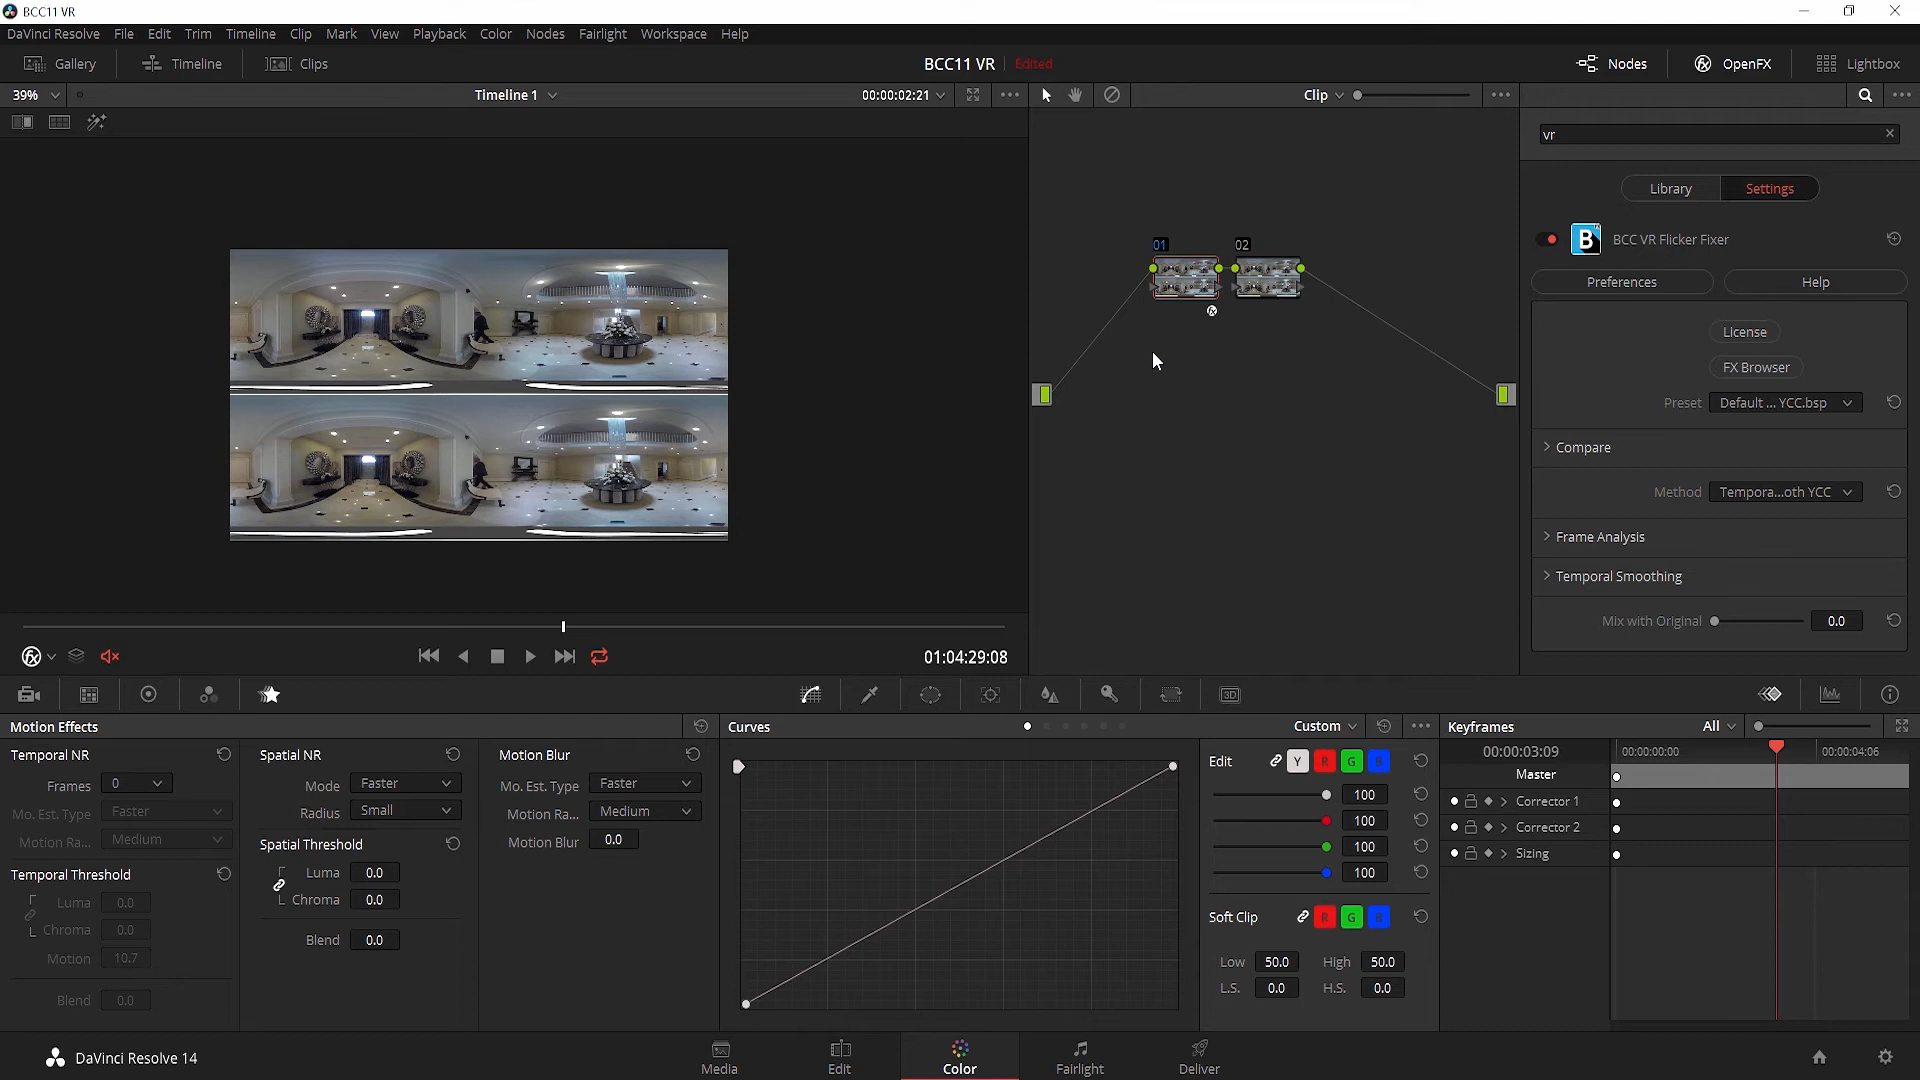 BCC11 VR
DaVinci Resolve File Edit Trim Timeline Clip Mark View Playback Color Nodes Fairlight Workspace Help
Gallery Timeline Clips BCC11 VR Edited Nodes OpenFX Lightbox
39% Timeline 1 00:00:02:21 Clip
vr
Library Settings
B BCC VR Flicker Fixer
Preferences Help
License
FX Browser
Preset Default ... YCC.bsp
Compare
Method Tempora...oth YCC
Frame Analysis
Temporal Smoothing
Mix with Original 0.0
01 02
fx
fx 01:04:29:08
3D
Motion Effects
Temporal NR
Frames 0
Mo. Est. Type Faster
Motion Ra... Medium
Temporal Threshold
Luma 0.0
Chroma 0.0
Motion 10.7
Blend 0.0
Spatial NR
Mode Faster
Radius Small
Spatial Threshold
Luma 0.0
Chroma 0.0
Blend 0.0
Motion Blur
Mo. Est. Type Faster
Motion Ra... Medium
Motion Blur 0.0
Curves Custom
Edit Y R G B
100
100
100
100
Soft Clip R G B
Low 50.0 High 50.0
L.S. 0.0 H.S. 0.0
Keyframes All
00:00:03:09 00:00:00:00 00:00:04:06
Master
Corrector 1
Corrector 2
Sizing
DaVinci Resolve 14 Media Edit Color Fairlight Deliver